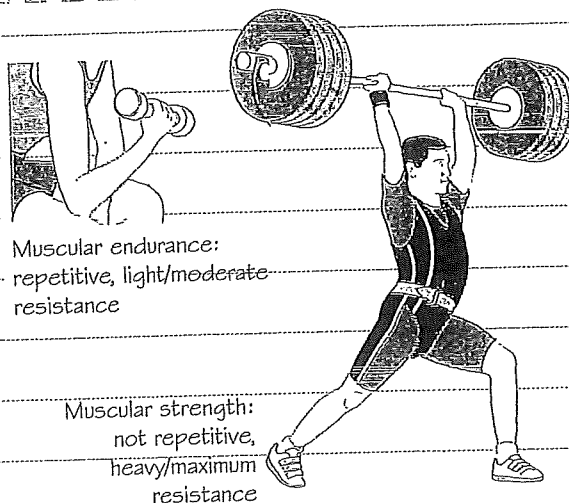 Muscular endurance:
repetitive, light/moderate
resistance
Muscular strength:
not repetitive,
heavy/maximum
resistance